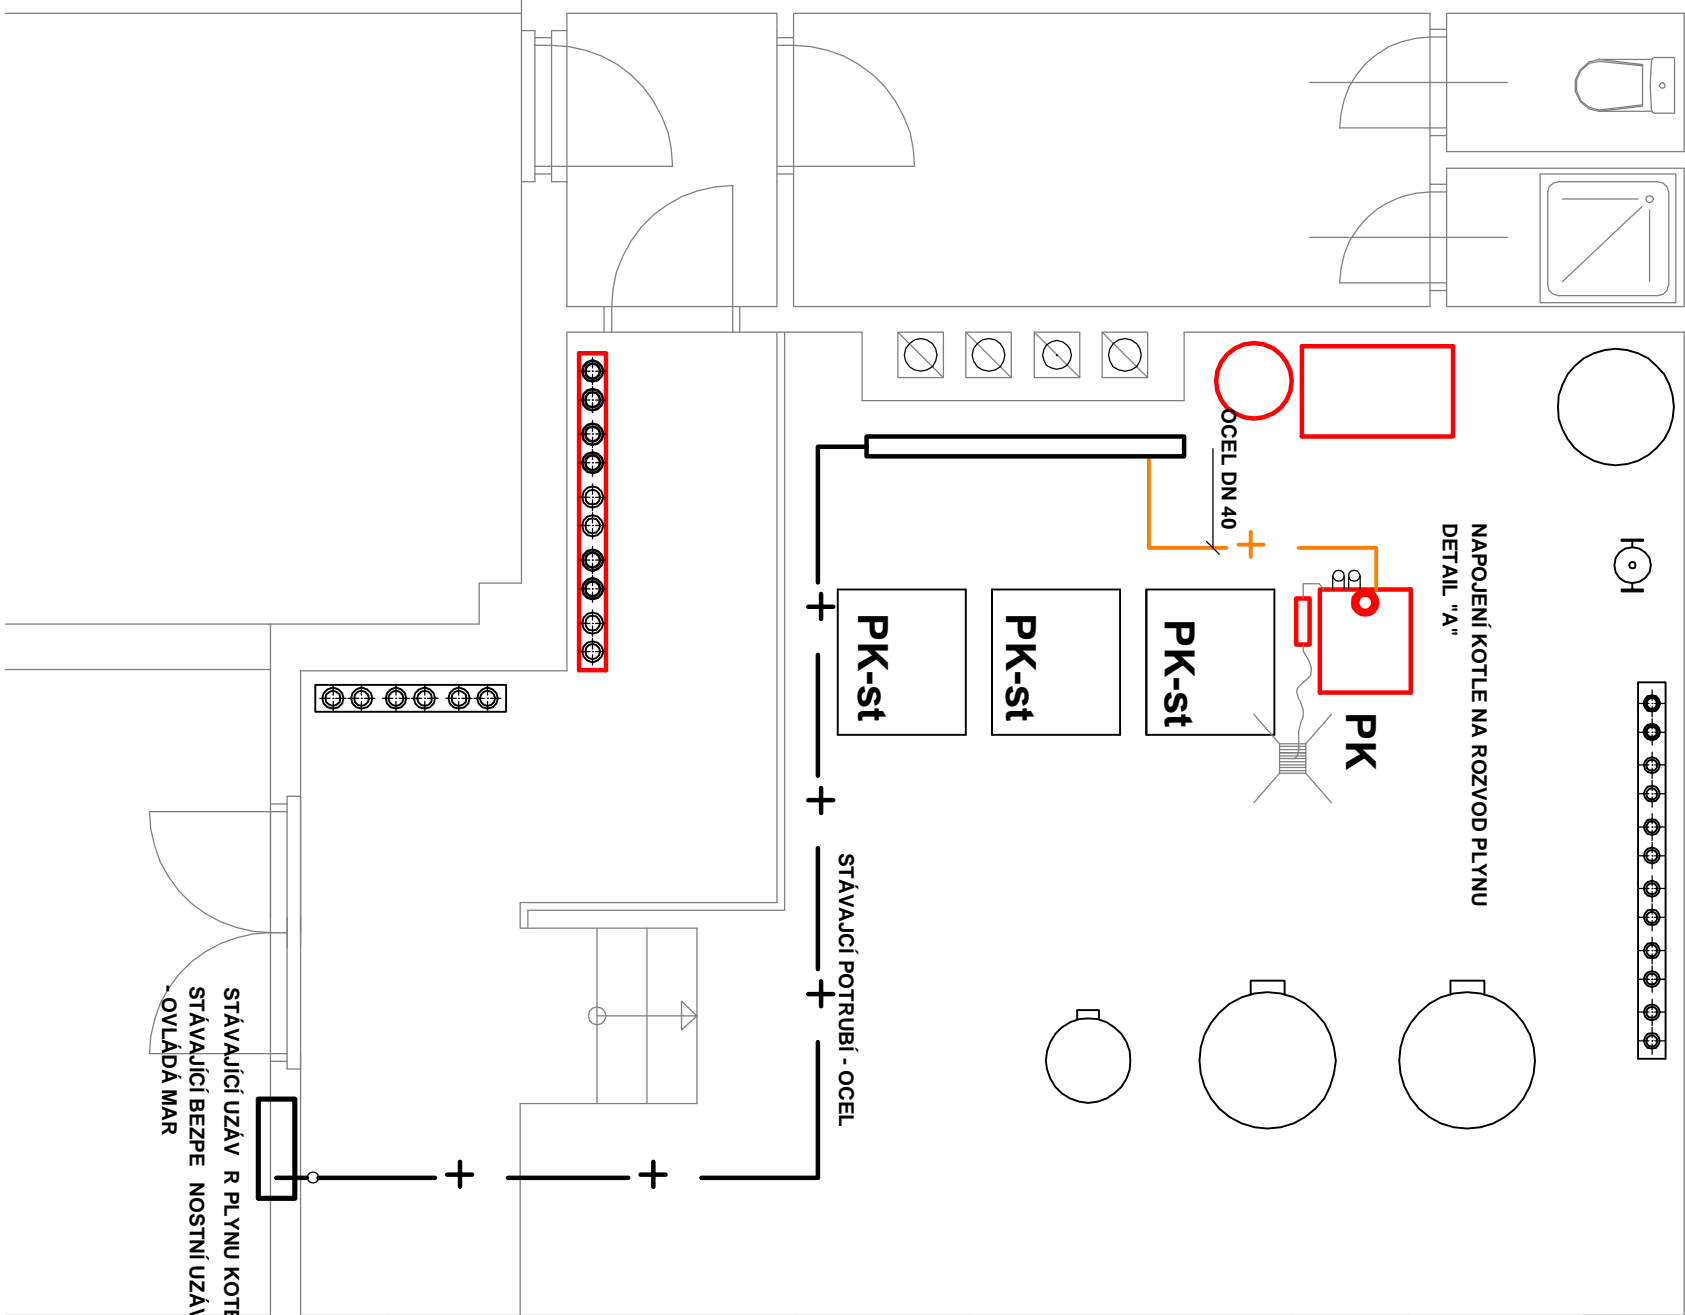 OCEL DN 40
NAPOJENÍ KOTLE NA ROZVOD PLYNU
DETAIL "A"
PK-st
PK-st
PK-st
PK
STÁVAJCÍ POTRUBÍ - OCEL
STÁVAJÍCÍ UZÁV R PLYNU KOTE
STÁVAJÍCÍ BEZPE NOSTNÍ UZÁV
- OVLÁDÁ MAR